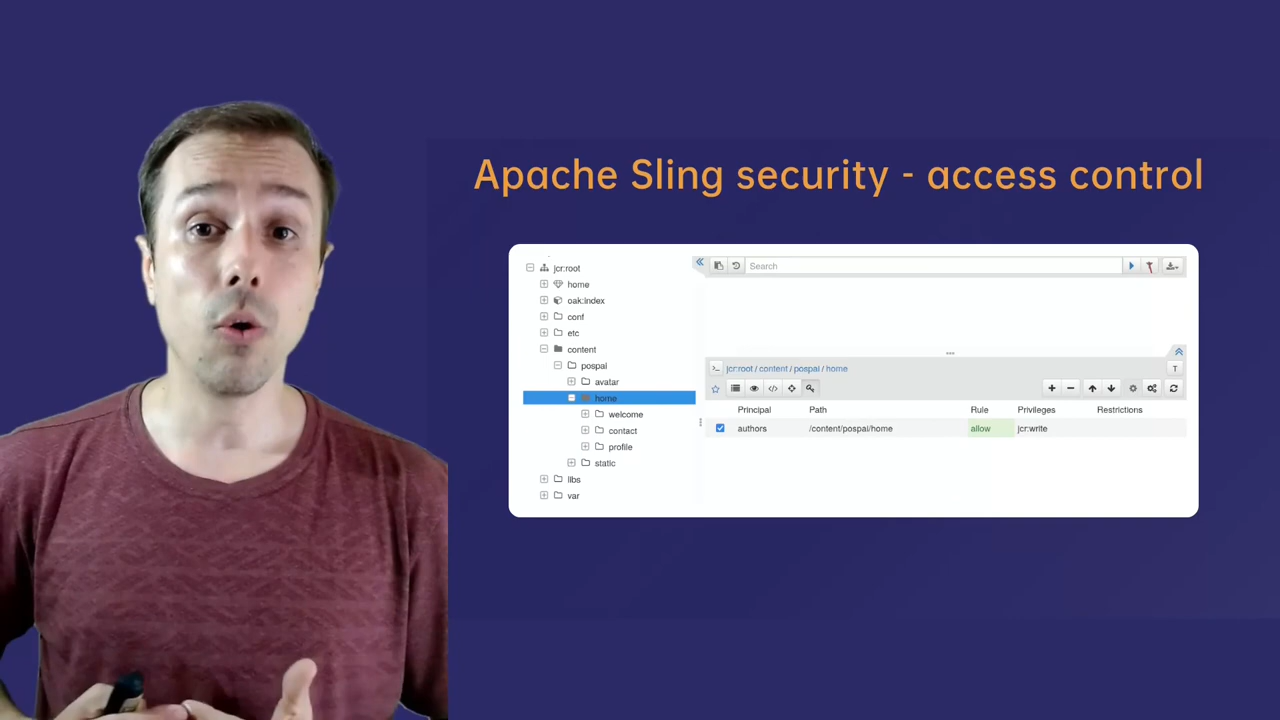 Apache Sling security - access control
jcr:root
home
oak:index
conf
etc
content
pospal
avatar
home
welcome
contact
profile
static
libs
var
Search
jcr:root / content / pospal / home
T
Principal Path Rule Privileges Restrictions
authors /content/pospal/home allow jcr:write